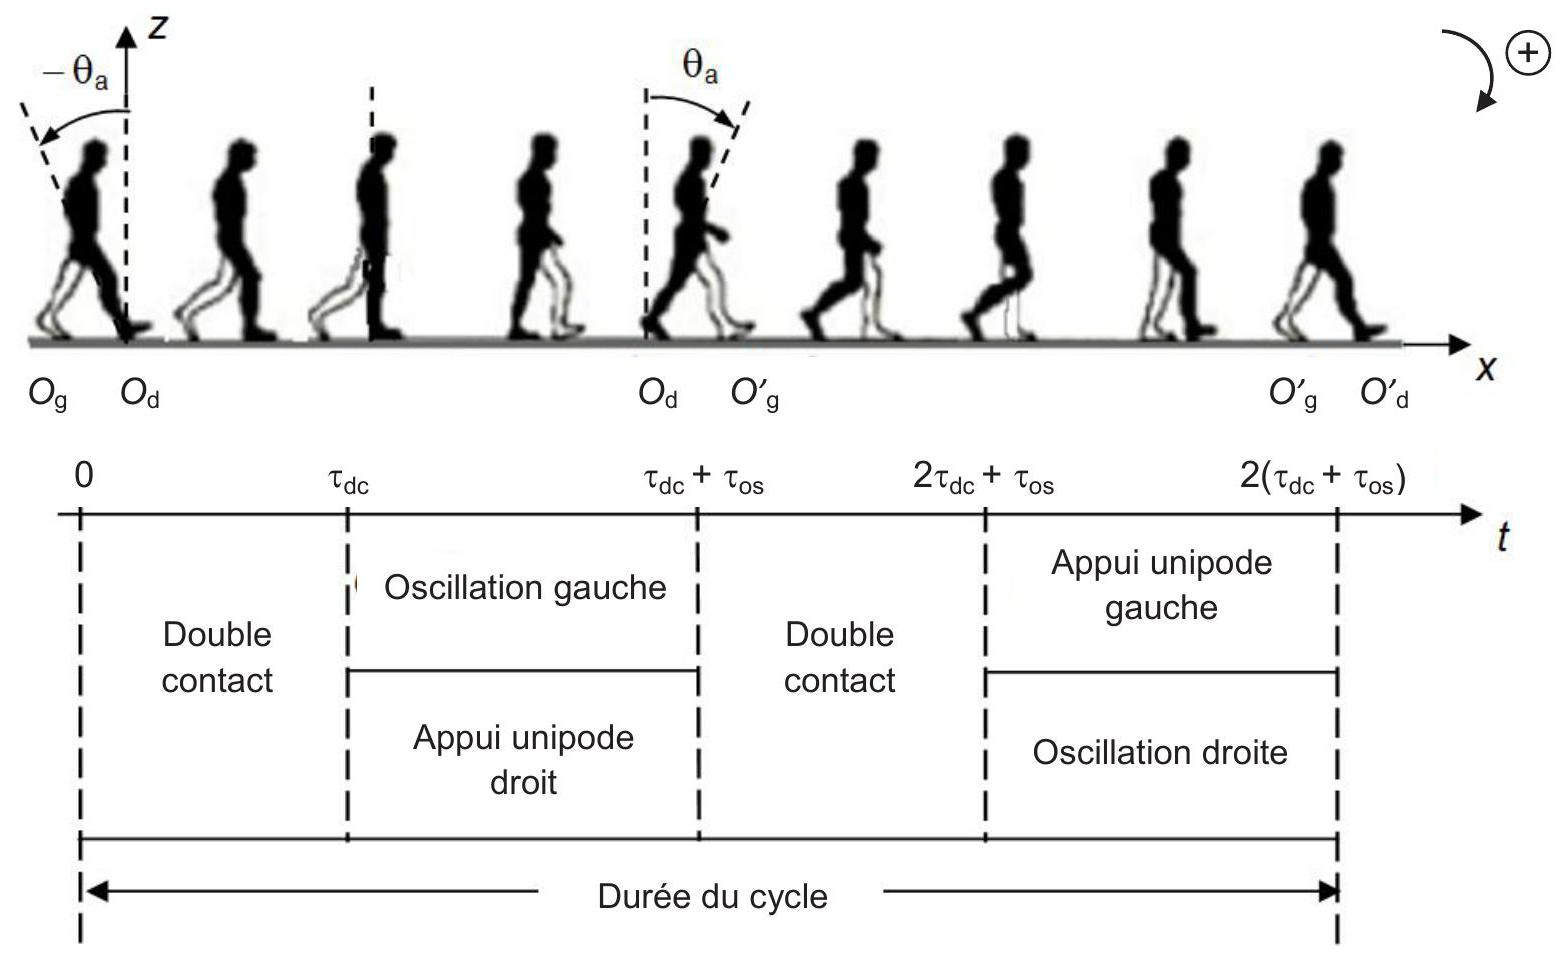 z
− θa
θa
+
x
Og
Od
Od
O′g
O′g
O′d
0
τdc
τdc + τos
2τdc + τos
2(τdc + τos)
t
Double
contact
Oscillation gauche
Appui unipode
droit
Double
contact
Appui unipode
gauche
Oscillation droite
Durée du cycle